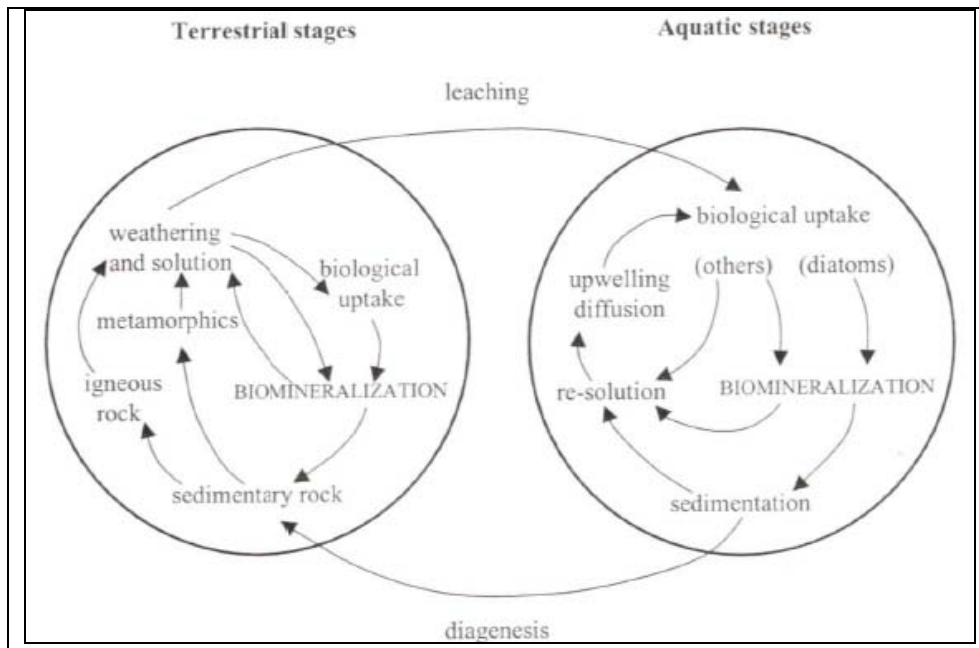 Terrestrial stages
Aquatic stages
leaching
weathering
and solution
biological
uptake
metamorphics
igneous
rock
BIOMINERALIZATION
sedimentary rock
biological uptake
(others)
(diatoms)
upwelling
diffusion
re-solution
BIOMINERALIZATION
sedimentation
diagenesis